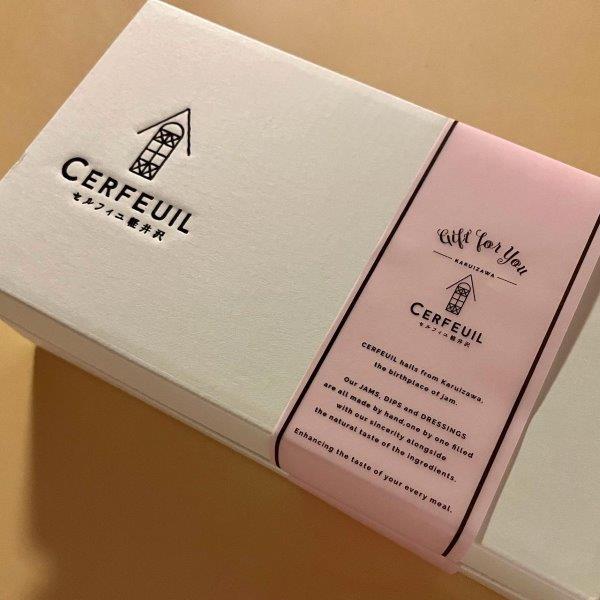 CERFEUIL
セルフィユ軽井沢
Gift for You
KARUIZAWA
CERFEUIL
セルフィユ軽井沢
CERFEUIL hails from Karuizawa,
the birthplace of jam.
Our JAMS, DIPS and DRESSINGS
are all made by hand,one by one filled
with our sincerity alongside
the natural taste of the ingredients.
Enhancing the taste of your every meal.